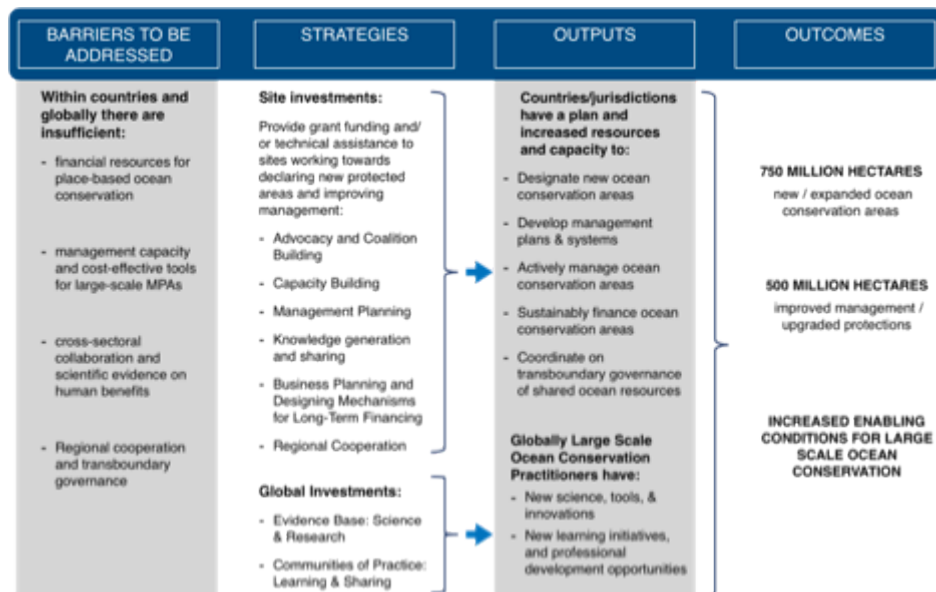 BARRIERS TO BE
ADDRESSED
STRATEGIES
OUTPUTS
OUTCOMES
Within countries and
globally there are
insufficient:
- financial resources for
place-based ocean
conservation
- management capacity
and cost-effective tools
for large-scale MPAs
- cross-sectoral
collaboration and
scientific evidence on
human benefits
- Regional cooperation
and transboundary
governance
Site investments:
Provide grant funding and/
or technical assistance to
sites working towards
declaring new protected
areas and improving
management:
- Advocacy and Coalition
Building
- Capacity Building
- Management Planning
- Knowledge generation
and sharing
- Business Planning and
Designing Mechanisms
for Long-Term Financing
- Regional Cooperation
Global Investments:
- Evidence Base: Science
& Research
- Communities of Practice:
Learning & Sharing
Countries/jurisdictions
have a plan and
increased resources
and capacity to:
- Designate new ocean
conservation areas
- Develop management
plans & systems
- Actively manage ocean
conservation areas
- Sustainably finance ocean
conservation areas
- Coordinate on
transboundary governance
of shared ocean resources
Globally Large Scale
Ocean Conservation
Practitioners have:
- New science, tools, &
innovations
- New learning initiatives,
and professional
development opportunities
750 MILLION HECTARES
new / expanded ocean
conservation areas
500 MILLION HECTARES
improved management /
upgraded protections
INCREASED ENABLING
CONDITIONS FOR LARGE
SCALE OCEAN
CONSERVATION